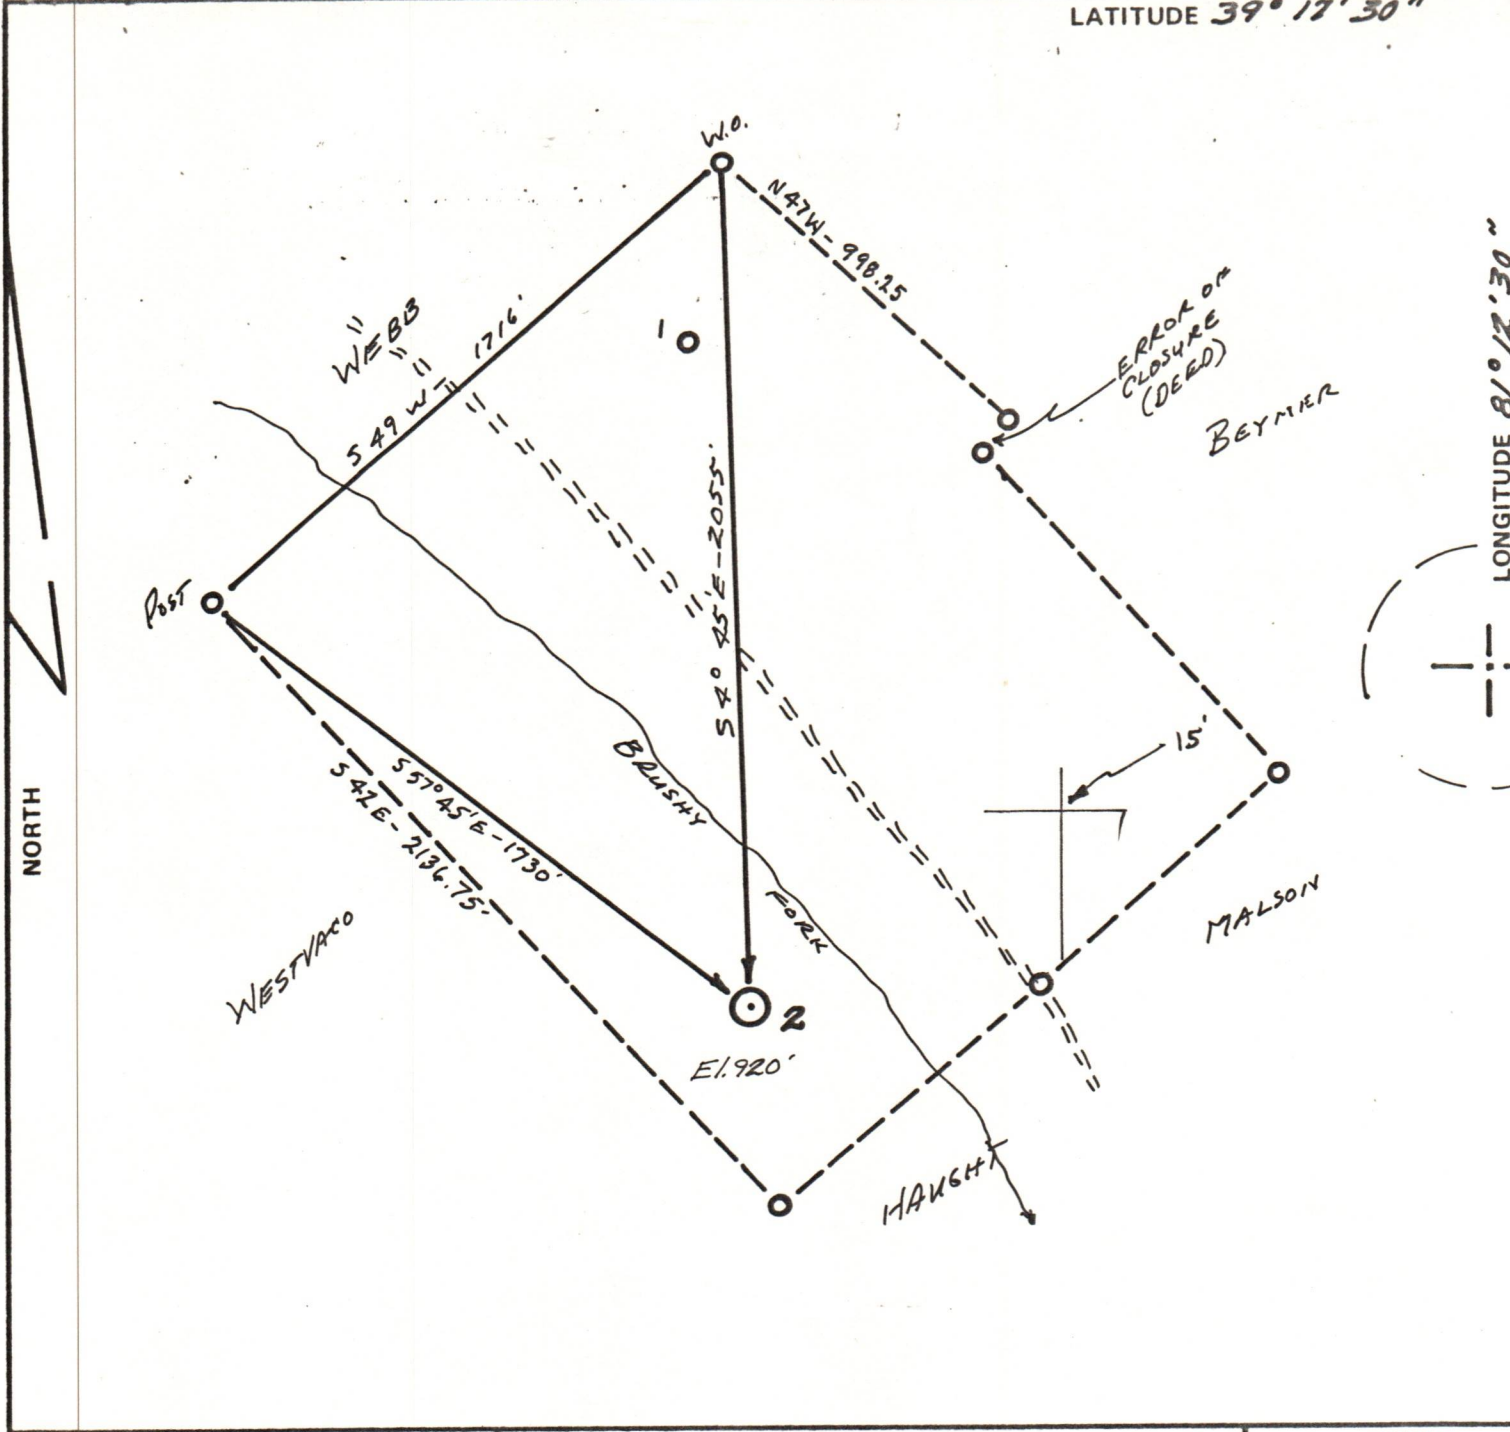 LATITUDE 39° 17' 30"
W.O.
N47W - 998.25
LONGITUDE 81° 12' 30"
ERROR OF
CLOSURE
(DEED)
WEBB
1716'
1
S 49 W -
BEYMER
S 4° 45' E - 2055'
POST
15'
BRUSHY
S 57° 45' E - 1730'
S 42 E - 2136.75'
NORTH
MALSON
FORK
WESTVACO
2
El. 920'
HAUGHT